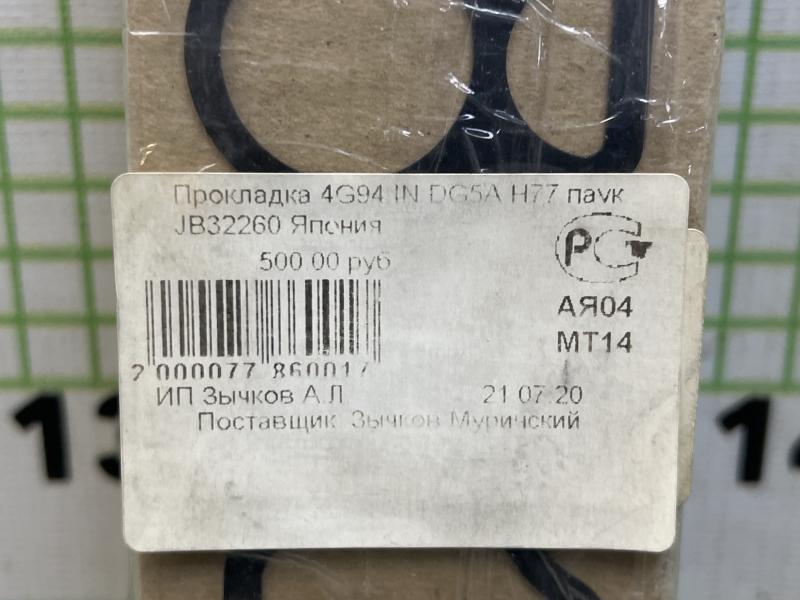 Прокладка 4G94 IN DG5A H77 паук
JB32260 Япония
500.00 руб
РСТ
АЯ04
МТ14
2 000077 860017
ИП Зычков А.Л. 21.07.20
Поставщик: Зычков Муринский
13
14